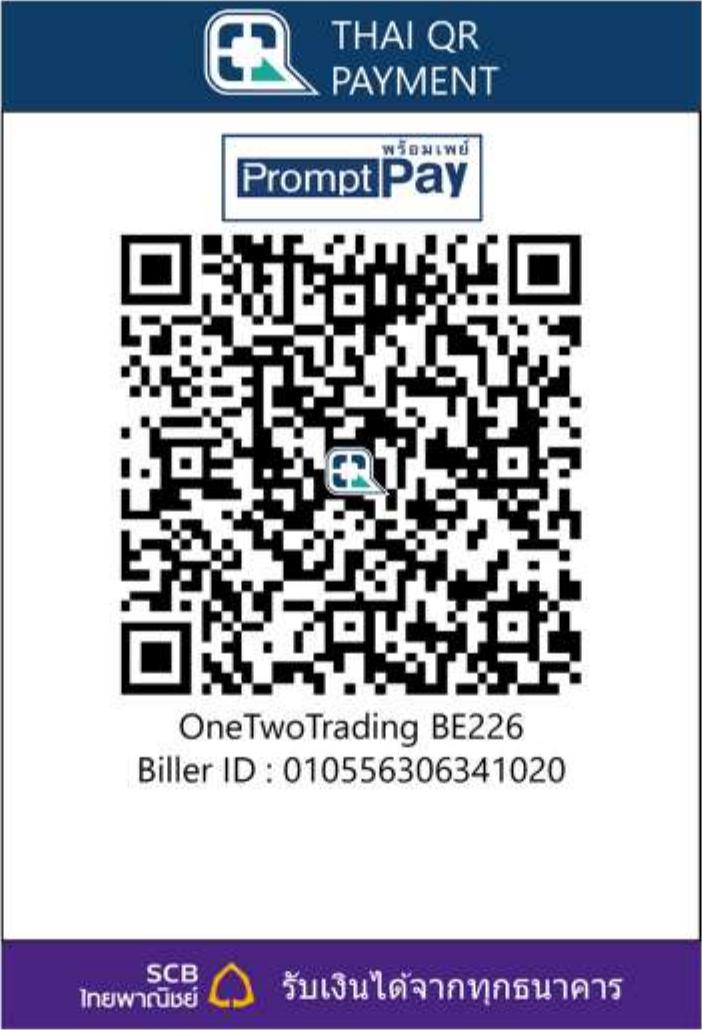 THAI QR
PAYMENT
พร้อมเพย์
Prompt Pay
OneTwoTrading BE226
Biller ID : 010556306341020
SCB
ไทยพาณิชย์
รับเงินได้จากทุกธนาคาร